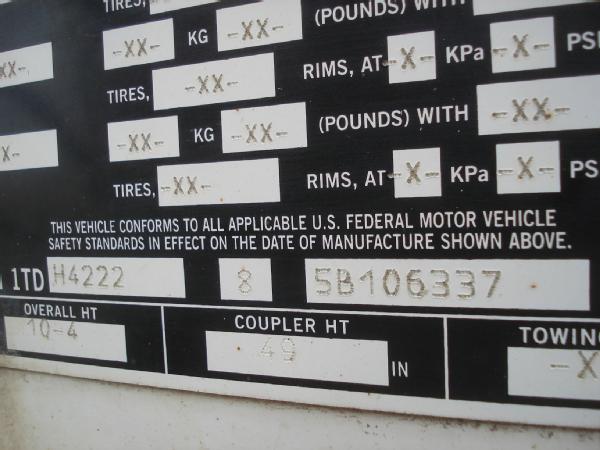 TIRES,
(POUNDS) WITH
-XX- KG -XX-
-XX- RIMS, AT -X- KPa -X- PSI
TIRES, -XX-
-XX- KG -XX- (POUNDS) WITH -XX-
X- RIMS, AT -X- KPa -X- PS
TIRES, -XX-
THIS VEHICLE CONFORMS TO ALL APPLICABLE U.S. FEDERAL MOTOR VEHICLE
SAFETY STANDARDS IN EFFECT ON THE DATE OF MANUFACTURE SHOWN ABOVE.
1TD H4222 8 5B106337
OVERALL HT COUPLER HT TOWING
10-4 49 IN -X